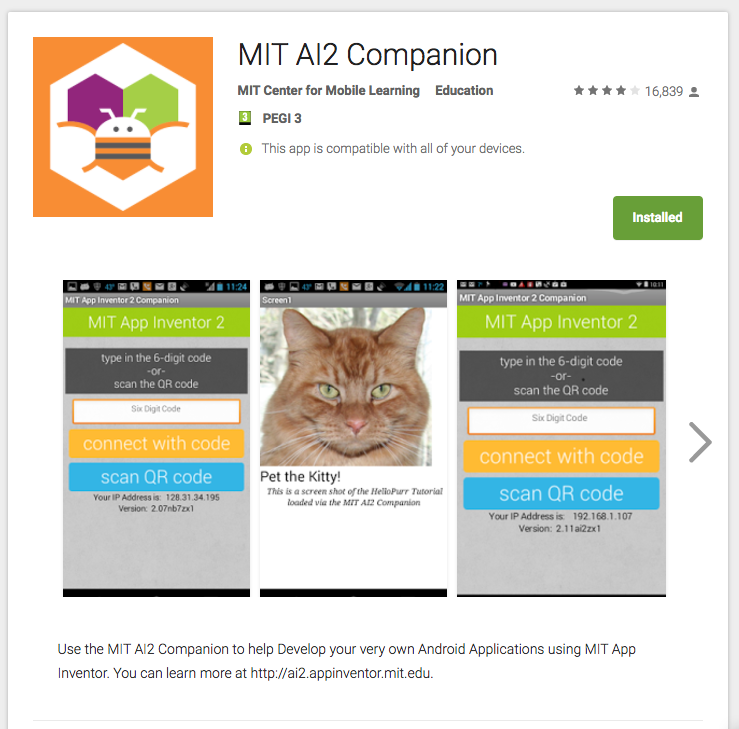 MIT AI2 Companion
MIT Center for Mobile Learning Education
16,839
3 PEGI 3
This app is compatible with all of your devices.
Installed
43° 11:24
MIT App Inventor 2 Companion
MIT App Inventor 2
type in the 6-digit code
-or-
scan the QR code
Six Digit Code
connect with code
scan QR code
Your IP Address is: 128.31.34.195
Version: 2.07nb7zx1
43° 11:22
Screen1
Pet the Kitty!
This is a screen shot of the HelloPurr Tutorial
loaded via the MIT AI2 Companion
10:11
MIT App Inventor 2 Companion
MIT App Inventor 2
type in the 6-digit code
-or-
scan the QR code
Six Digit Code
connect with code
scan QR code
Your IP Address is: 192.168.1.107
Version: 2.11ai2zx1
Use the MIT AI2 Companion to help Develop your very own Android Applications using MIT App
Inventor. You can learn more at http://ai2.appinventor.mit.edu.